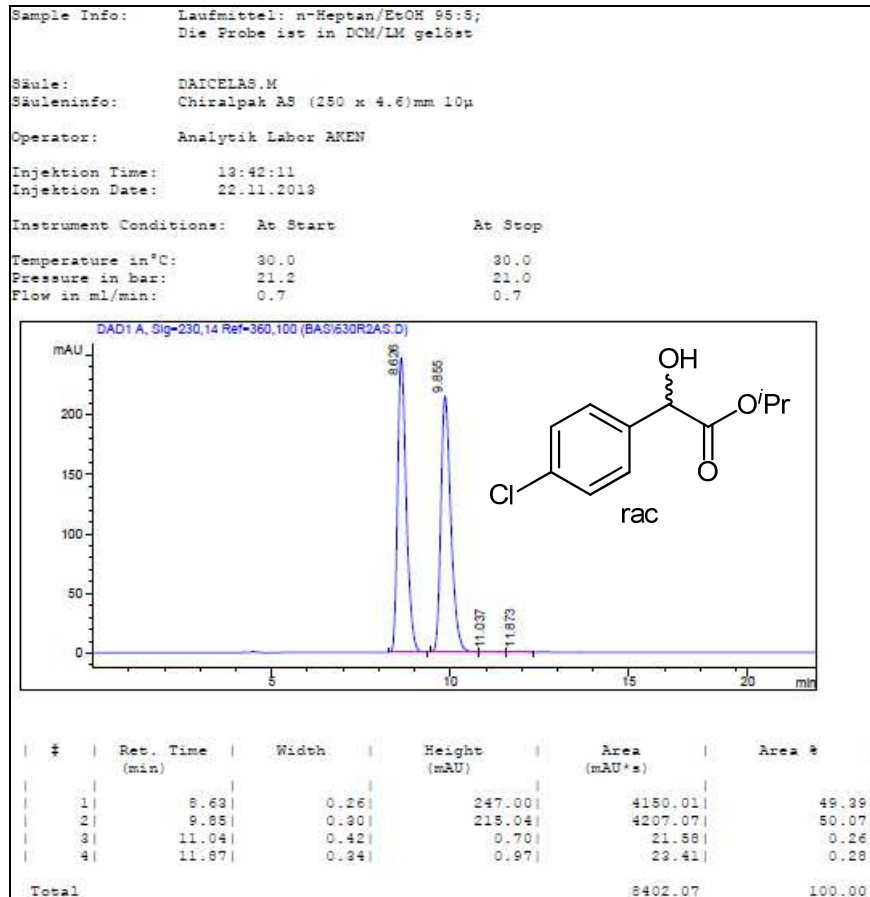 Sample Info: Laufmittel: n-Heptan/EtOH 95:5;
Die Probe ist in DCM/LM gelöst
Säule: DAICELAS.M
Säuleninfo: Chiralpak AS (250 x 4.6)mm 10µ
Operator: Analytik Labor AKEN
Injektion Time: 13:42:11
Injektion Date: 22.11.2013
Instrument Conditions: At Start At Stop
Temperature in°C: 30.0 30.0
Pressure in bar: 21.2 21.0
Flow in ml/min: 0.7 0.7
DAD1 A, Sig=230,14 Ref=360,100 (BAS\630R2AS.D)
mAU
200
150
100
50
0
8.626
9.855
11.037
11.873
5 10 15 20 min
OH
OiPr
O
Cl
rac
| # | Ret. Time | Width | Height | Area | Area %
(min) (mAU) (mAU*s)
1| 8.63| 0.26| 247.00| 4150.01| 49.39
2| 9.85| 0.30| 215.04| 4207.07| 50.07
3| 11.04| 0.42| 0.70| 21.58| 0.26
4| 11.87| 0.34| 0.97| 23.41| 0.28
Total 8402.07 100.00